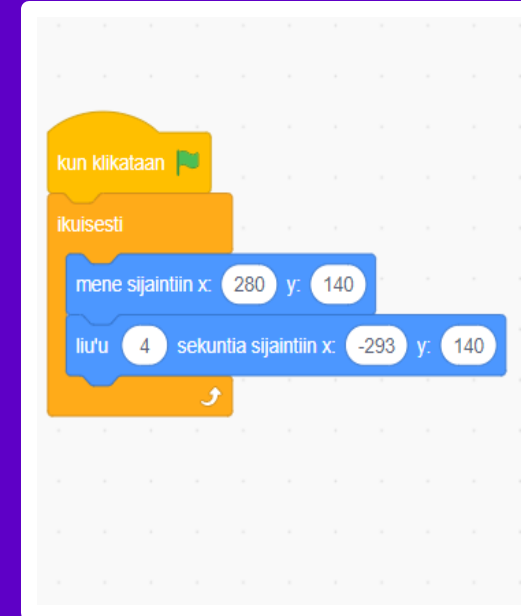 kun klikataan
ikuisesti
mene sijaintiin x: 280 y: 140
liu'u 4 sekuntia sijaintiin x: -293 y: 140